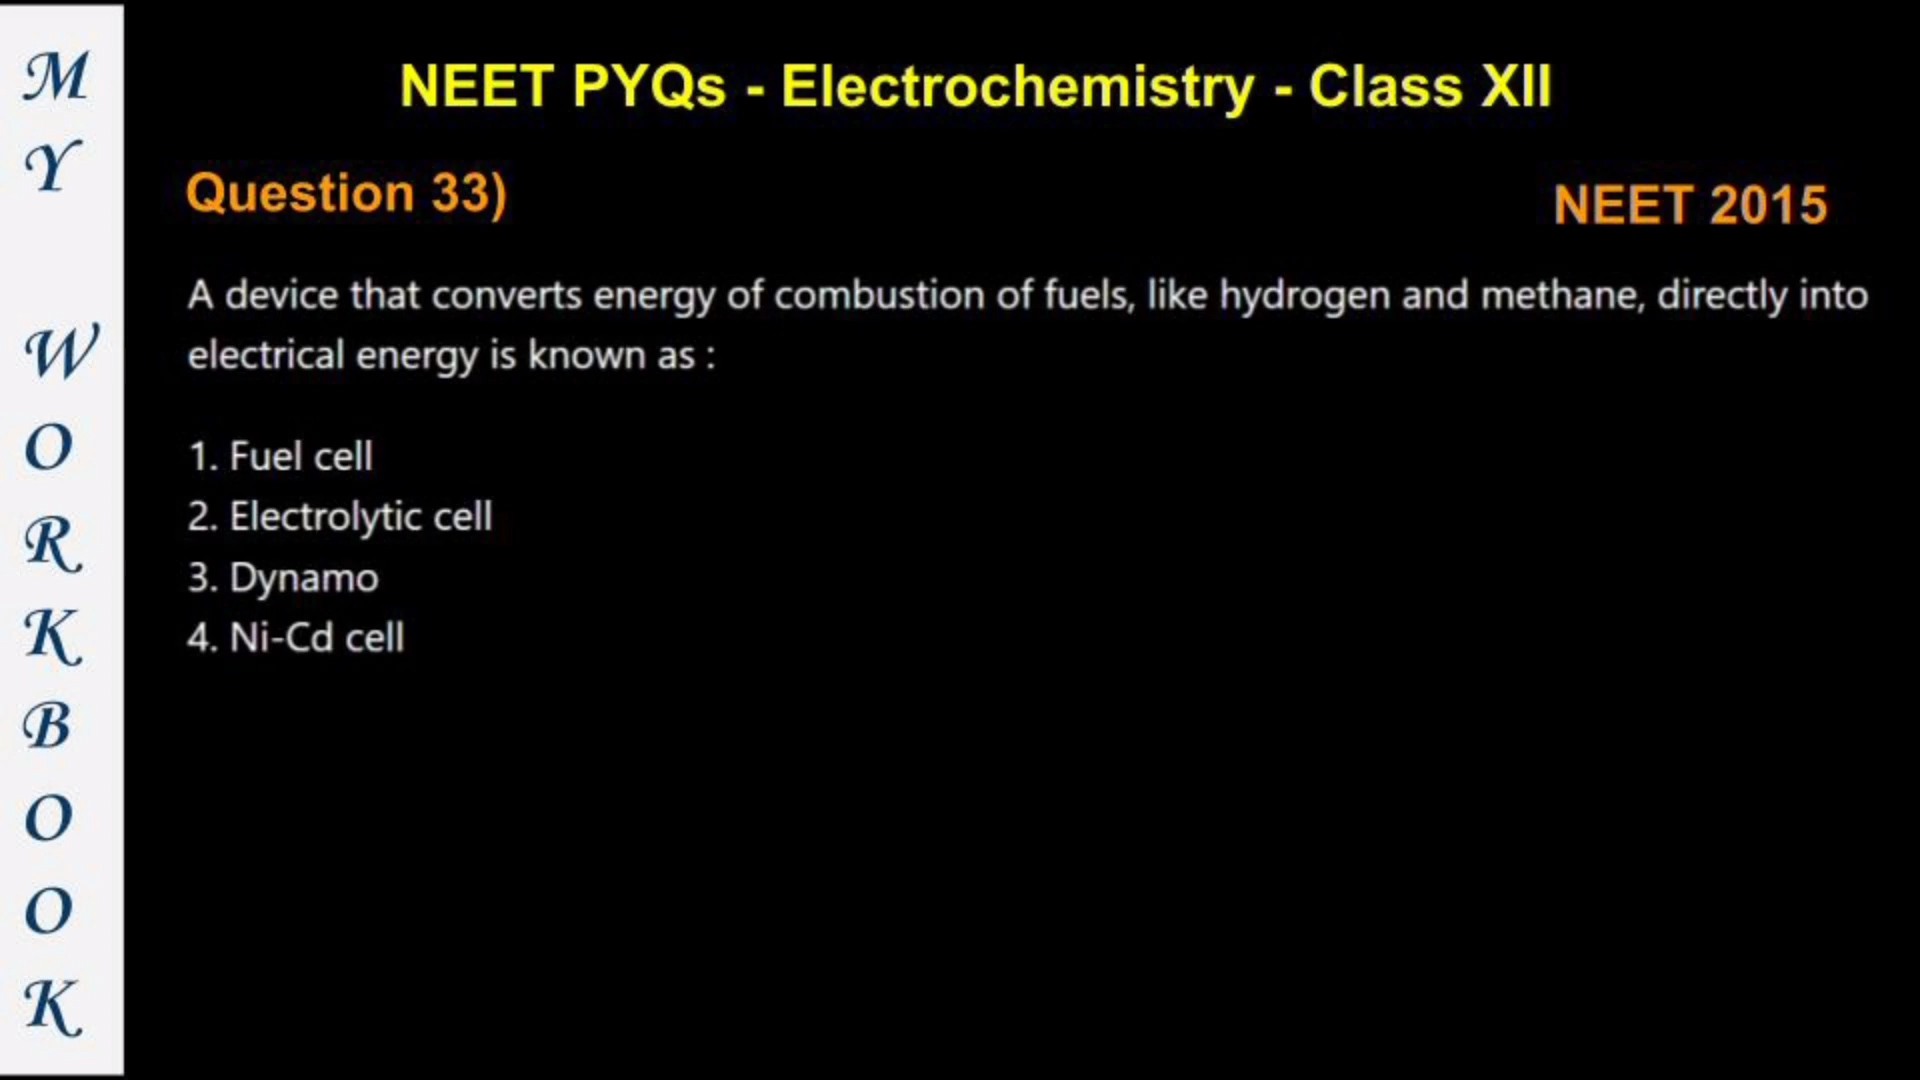 MY WORKBOOK
NEET PYQs - Electrochemistry - Class XII
Question 33)
NEET 2015
A device that converts energy of combustion of fuels, like hydrogen and methane, directly into
electrical energy is known as :
1. Fuel cell
2. Electrolytic cell
3. Dynamo
4. Ni-Cd cell